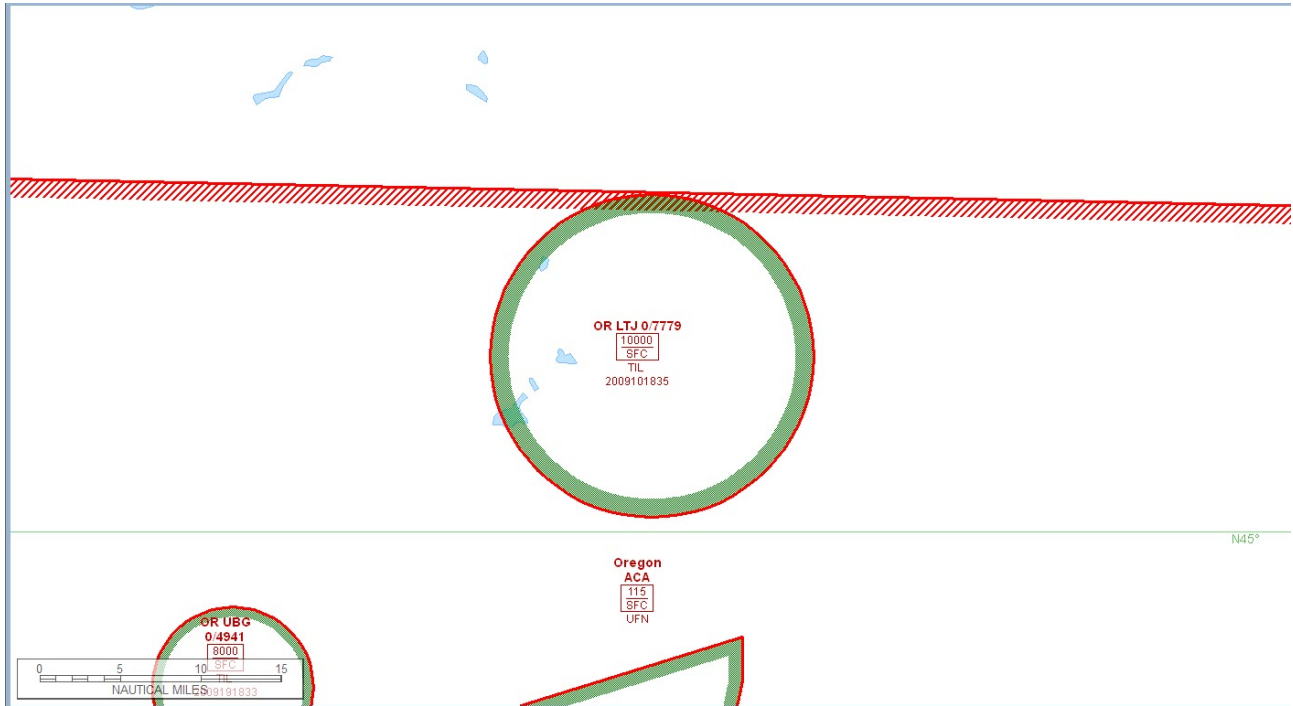 OR LTJ 0/7779
10000
SFC
TIL
2009101835
N45°
Oregon
ACA
115
SFC
UFN
OR UBG
0/4941
8000
SFC
TIL
2009191833
0 5 10 15
NAUTICAL MILES